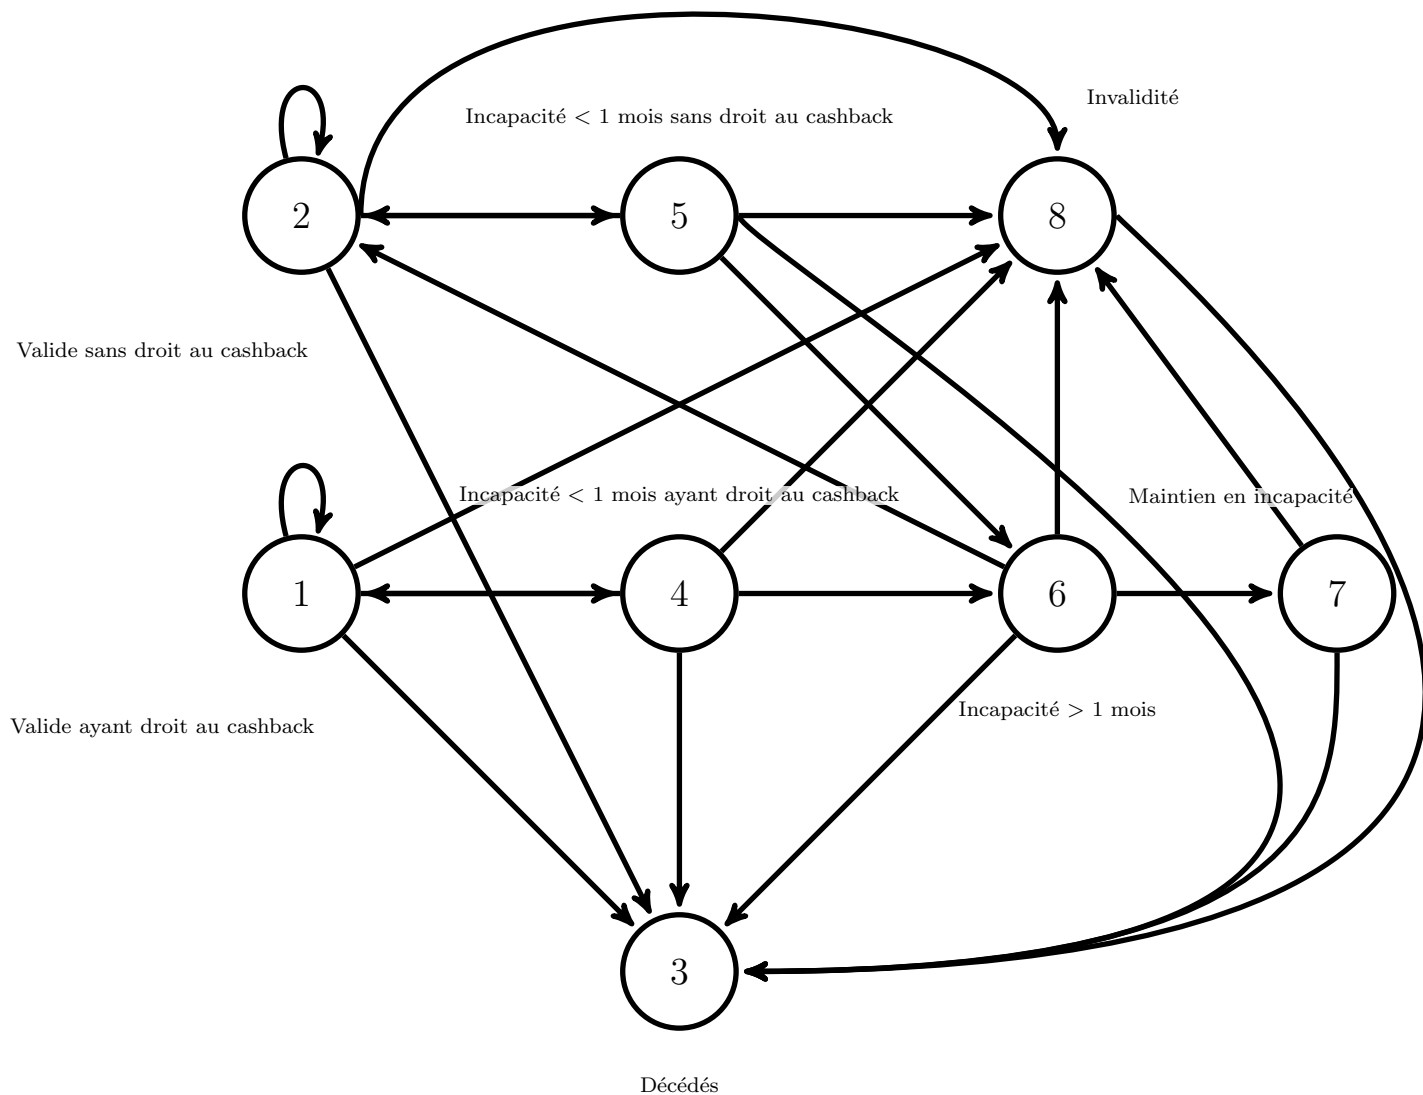 Invalidité
Incapacité < 1 mois sans droit au cashback
2
5
8
Valide sans droit au cashback
Incapacité < 1 mois ayant droit au cashback
Maintien en incapacité
1
4
6
7
Incapacité > 1 mois
Valide ayant droit au cashback
3
Décédés